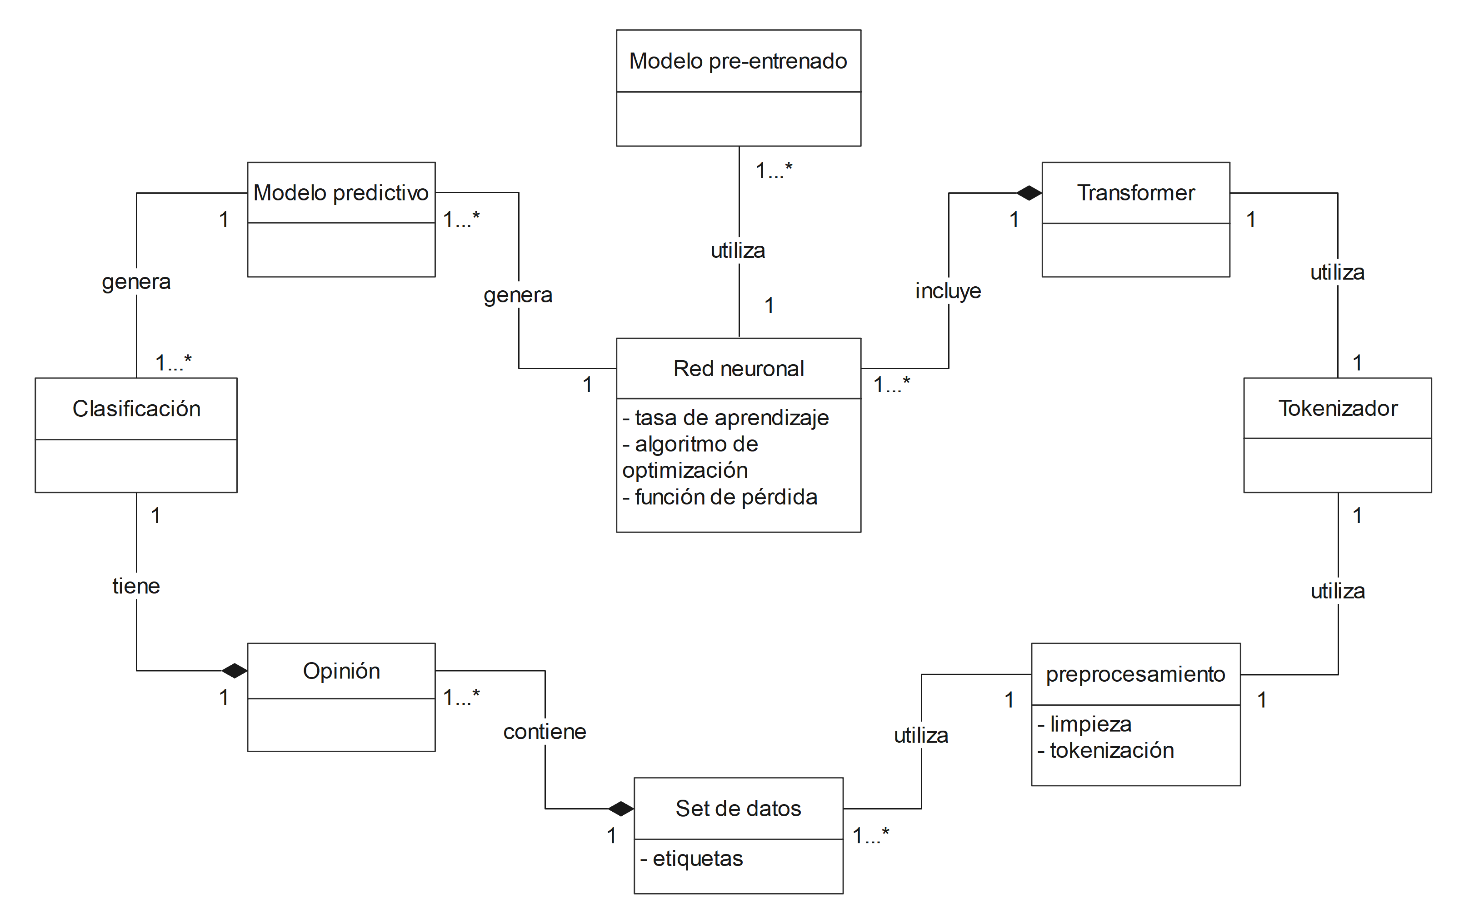 Modelo pre-entrenado
1...*
utiliza
1
Modelo predictivo
1
1...*
genera
genera
1...*
1
Transformer
1
1
incluye
utiliza
1...*
1
Red neuronal
- tasa de aprendizaje
- algoritmo de
optimización
- función de pérdida
Clasificación
1
tiene
1
Tokenizador
1
utiliza
1
Opinión
1...*
contiene
1
preprocesamiento
- limpieza
- tokenización
1
utiliza
1...*
Set de datos
- etiquetas